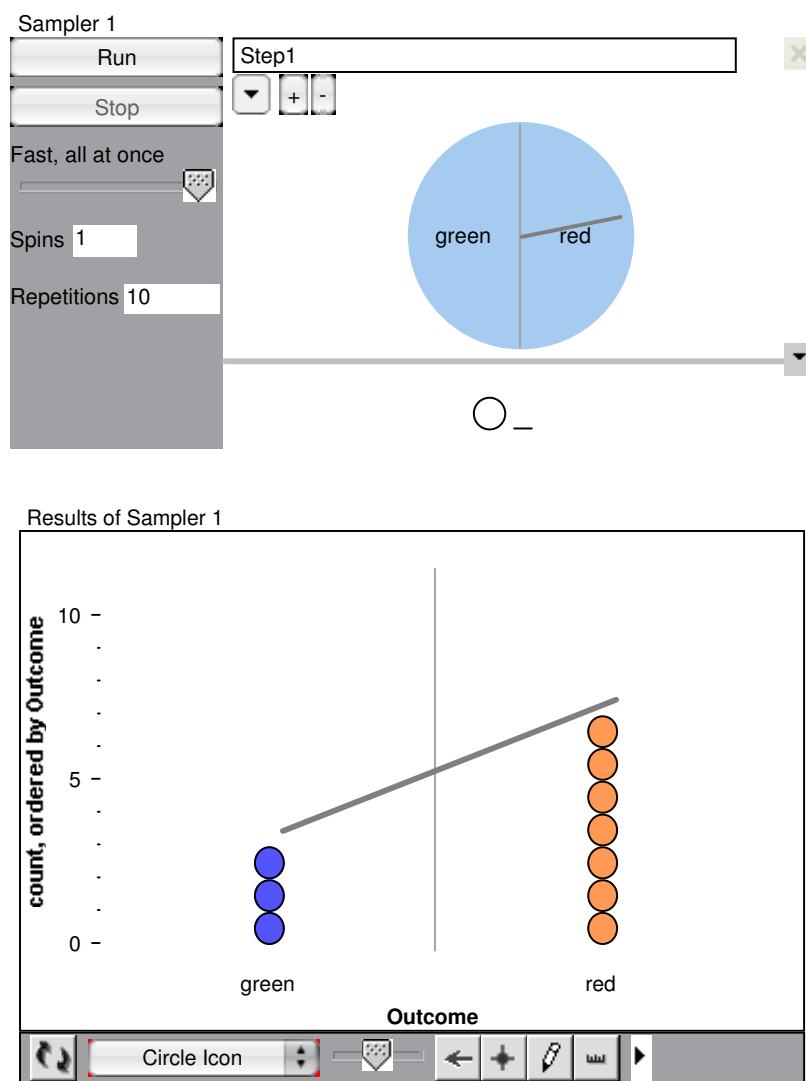 Sampler 1
Run
Step1
Stop
+ -
Fast, all at once
green red
Spins 1
Repetitions 10
_
Results of Sampler 1
count, ordered by Outcome
10
5
0
green red
Outcome
Circle Icon